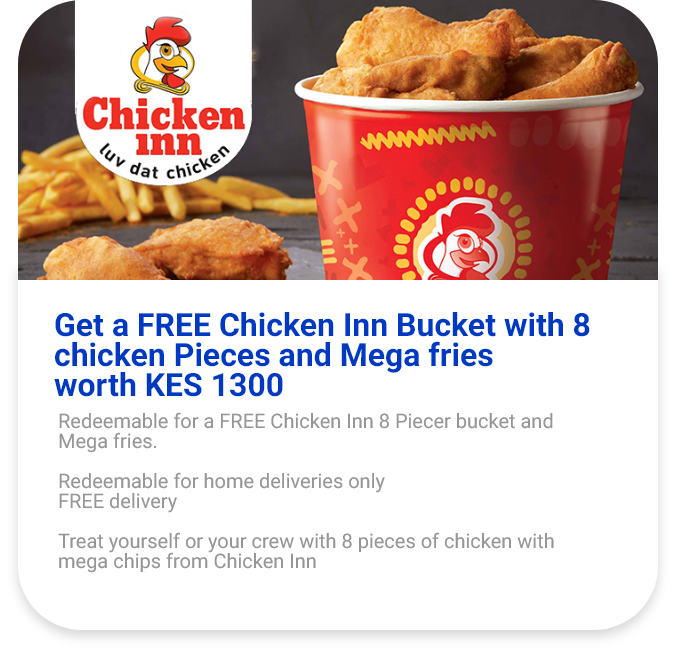 Chicken
inn
luv dat chicken
Get a FREE Chicken Inn Bucket with 8
chicken Pieces and Mega fries
worth KES 1300
Redeemable for a FREE Chicken Inn 8 Piecer bucket and
Mega fries.
Redeemable for home deliveries only
FREE delivery
Treat yourself or your crew with 8 pieces of chicken with
mega chips from Chicken Inn